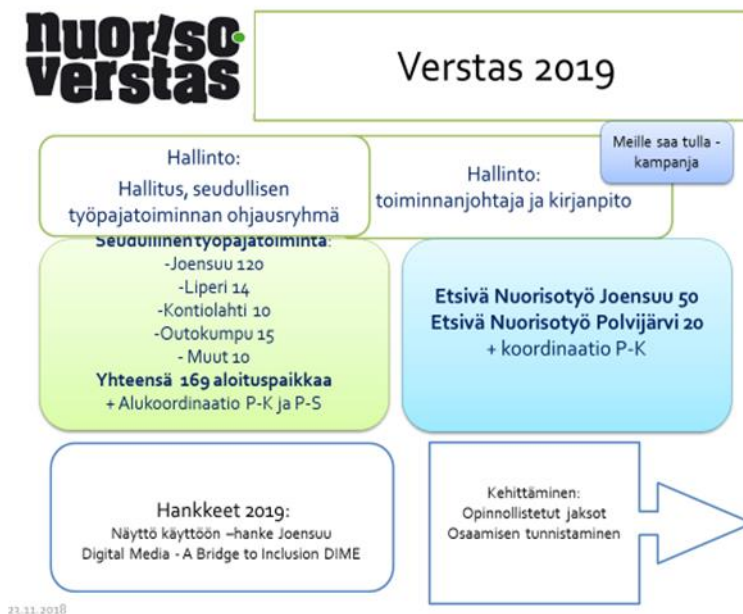 nuoriso
verstas
Verstas 2019
Meille saa tulla -
kampanja
Hallinto:
Hallitus, seudullisen
työpajatoiminnan ohjausryhmä
Hallinto:
toiminnanjohtaja ja kirjanpito
Seudullinen työpajatoiminta:
-Joensuu 120
-Liperi 14
-Kontiolahti 10
-Outokumpu 15
- Muut 10
Yhteensä 169 aloituspaikkaa
+ Alukoordinaatio P-K ja P-S
Etsivä Nuorisotyö Joensuu 50
Etsivä Nuorisotyö Polvijärvi 20
+ koordinaatio P-K
Hankkeet 2019:
Näyttö käyttöön –hanke Joensuu
Digital Media - A Bridge to Inclusion DIME
Kehittäminen:
Opinnollistetut jaksot
Osaamisen tunnistaminen
23.11.2018